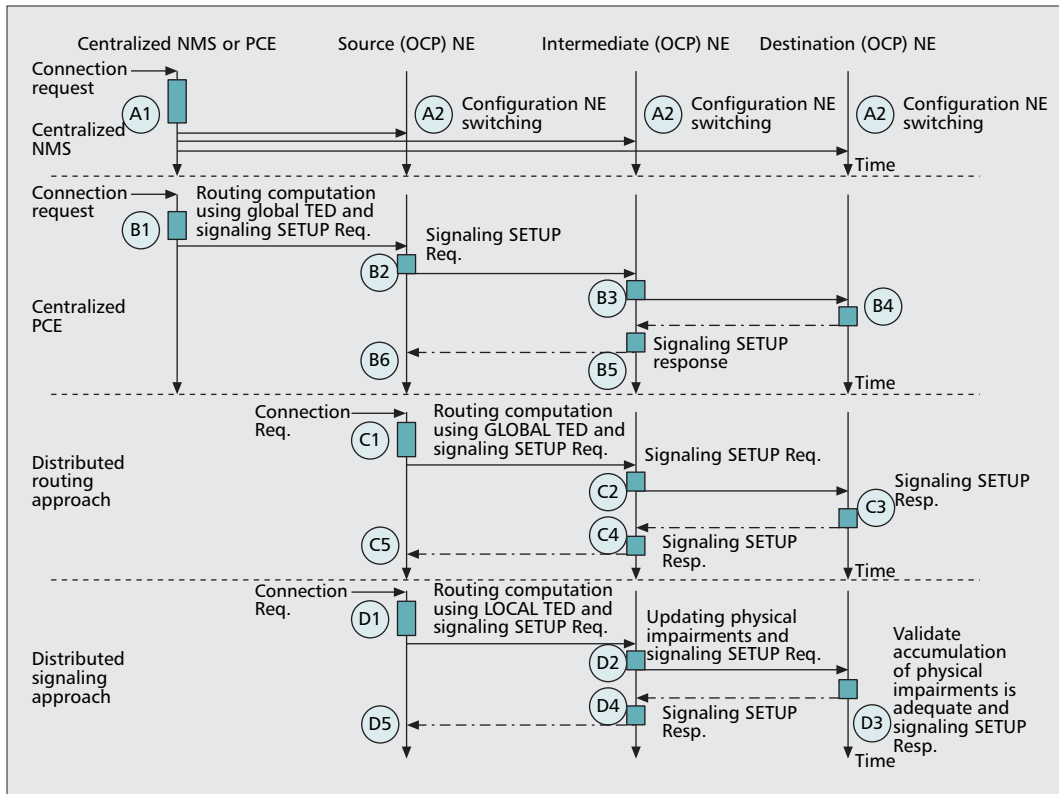 Centralized NMS or PCE
Source (OCP) NE
Intermediate (OCP) NE
Destination (OCP) NE
Connection
request
A1
Centralized
NMS
A2
Configuration NE
switching
A2
Configuration NE
switching
A2
Configuration NE
switching
Time
Connection
request
B1
Routing computation
using global TED and
signaling SETUP Req.
Signaling SETUP
Req.
B2
B3
B4
Centralized
PCE
B6
B5
Signaling SETUP
response
Time
Connection
Req.
C1
Routing computation
using GLOBAL TED and
signaling SETUP Req.
Signaling SETUP Req.
C2
Signaling SETUP
Resp.
C3
Distributed
routing
approach
C5
C4
Signaling SETUP
Resp.
Time
Connection
Req.
D1
Routing computation
using LOCAL TED and
signaling SETUP Req.
Updating physical
impairments and
signaling SETUP Req.
D2
Validate
accumulation
of physical
impairments is
adequate and
signaling SETUP
Resp.
D3
Distributed
signaling
approach
D5
D4
Signaling SETUP
Resp.
Time